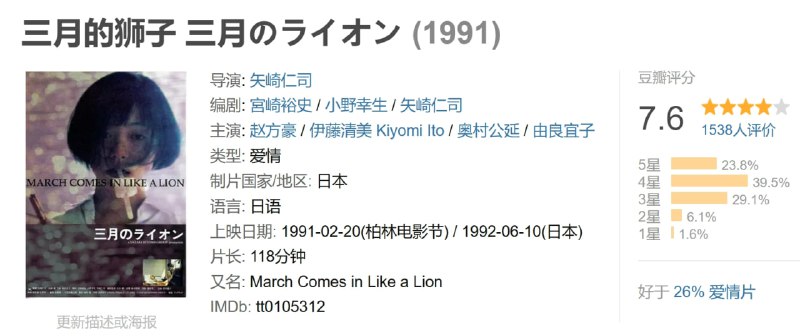 三月的狮子 三月のライオン (1991)
MARCH COMES IN LIKE A LION
三月のライオン
更新描述或海报
导演: 矢崎仁司
编剧: 宮崎裕史 / 小野幸生 / 矢崎仁司
主演: 赵方豪 / 伊藤清美 Kiyomi Ito / 奥村公延 / 由良宜子
类型: 爱情
制片国家/地区: 日本
语言: 日语
上映日期: 1991-02-20(柏林电影节) / 1992-06-10(日本)
片长: 118分钟
又名: March Comes in Like a Lion
IMDb: tt0105312
豆瓣评分
7.6
1538人评价
5星 23.8%
4星 39.5%
3星 29.1%
2星 6.1%
1星 1.6%
好于 26% 爱情片